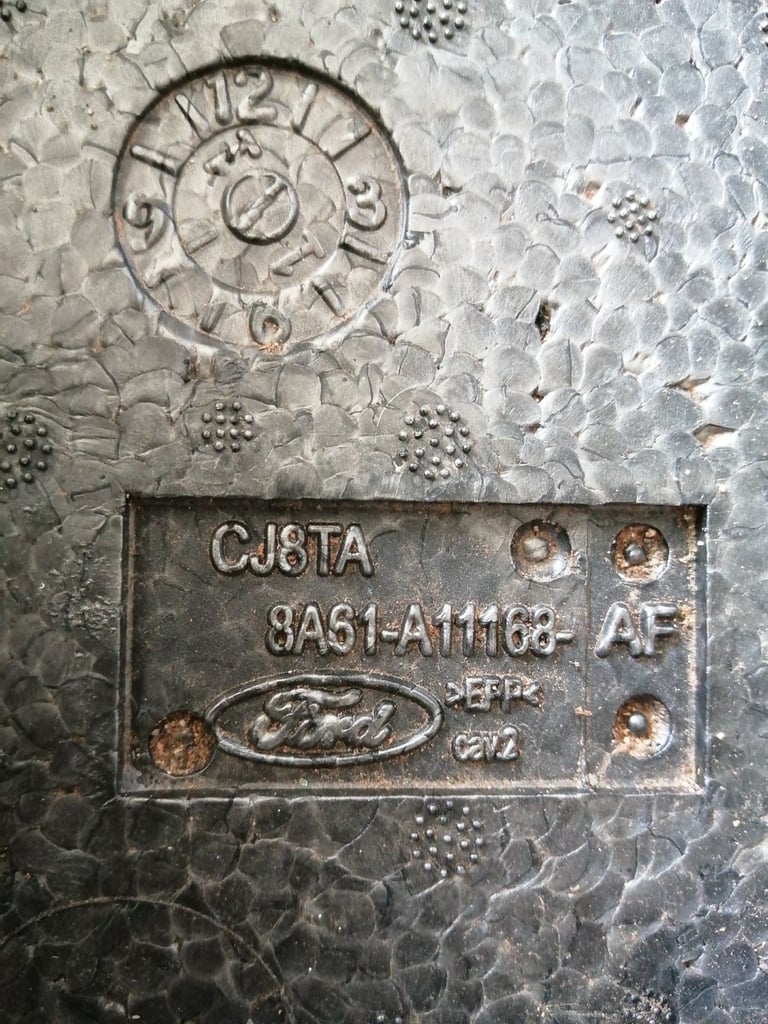 12
3
6
9
CJ8TA
8A61-A11168- AF
Ford
>EPP<
cav2